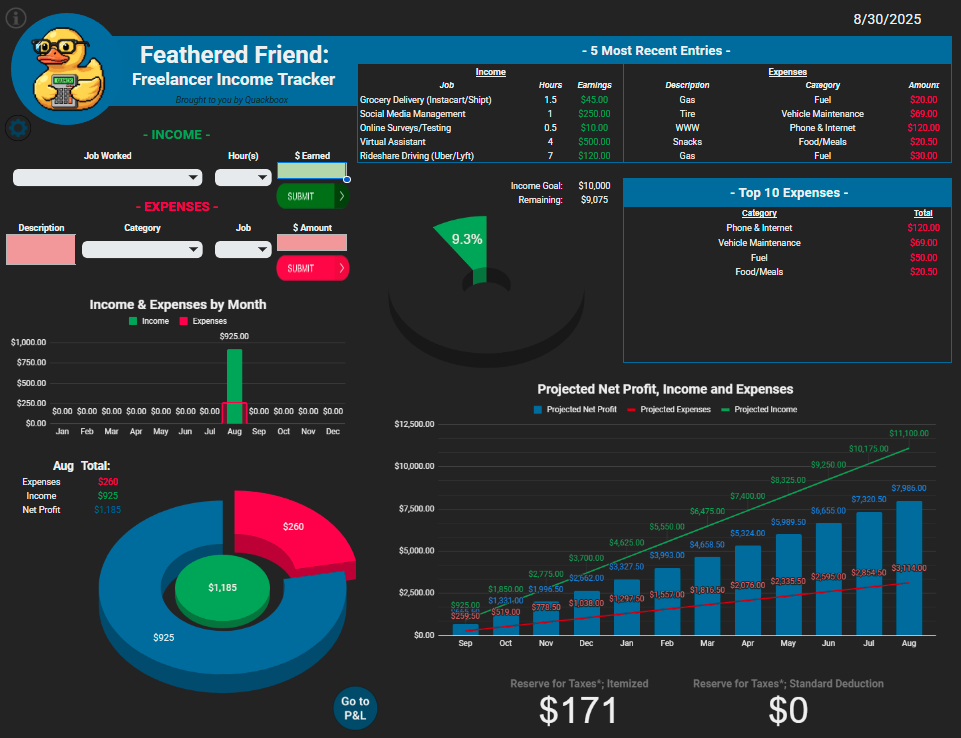 8/30/2025
Feathered Friend:
Freelancer Income Tracker
Brought to you by Quackboox
- 5 Most Recent Entries -
Income Expenses
Job Hours Earnings Description Category Amount
Grocery Delivery (Instacart/Shipt) 1.5 $45.00 Gas Fuel $20.00
Social Media Management 1 $250.00 Tire Vehicle Maintenance $69.00
Online Surveys/Testing 0.5 $10.00 WWW Phone & Internet $120.00
Virtual Assistant 4 $500.00 Snacks Food/Meals $20.50
Rideshare Driving (Uber/Lyft) 7 $120.00 Gas Fuel $30.00
- INCOME -
Job Worked Hour(s) $ Earned
SUBMIT
- EXPENSES -
Description Category Job $ Amount
SUBMIT
Income Goal: $10,000
Remaining: $9,075
9.3%
- Top 10 Expenses -
Category Total
Phone & Internet $120.00
Vehicle Maintenance $69.00
Fuel $50.00
Food/Meals $20.50
Income & Expenses by Month
Income Expenses
$925.00
$1,000.00
$750.00
$500.00
$250.00
$0.00 $0.00 $0.00 $0.00 $0.00 $0.00 $0.00 $0.00 $0.00 $0.00 $0.00
$0.00
Jan Feb Mar Apr May Jun Jul Aug Sep Oct Nov Dec
Aug Total:
Expenses $260
Income $925
Net Profit $1,185
$260
$1,185
$925
Go to
P&L
Projected Net Profit, Income and Expenses
Projected Net Profit Projected Expenses Projected Income
$12,500.00
$10,000.00
$7,500.00
$5,000.00
$2,500.00
$0.00
$925.00 $1,850.00 $2,775.00 $3,700.00 $4,625.00 $5,550.00 $6,475.00 $7,400.00 $8,325.00 $9,250.00 $10,175.00 $11,100.00
$1,331.00 $1,996.50 $2,662.00 $3,327.50 $3,993.00 $4,658.50 $5,324.00 $5,989.50 $6,655.00 $7,320.50 $7,986.00
$259.50 $519.00 $778.50 $1,038.00 $1,297.50 $1,557.00 $1,816.50 $2,076.00 $2,335.50 $2,595.00 $2,854.50 $3,114.00
Sep Oct Nov Dec Jan Feb Mar Apr May Jun Jul Aug
Reserve for Taxes*; Itemized Reserve for Taxes*; Standard Deduction
$171 $0